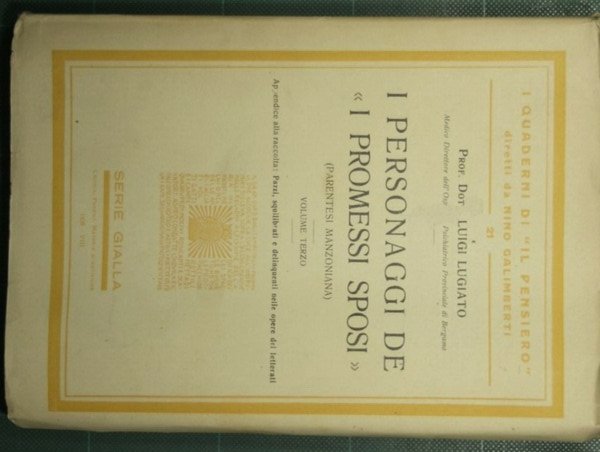 I QUADERNI DI "IL PENSIERO"
diretti da NINO GALIMBERTI
21
PROF. DOT LUIGI LUGIATO
Medico Direttore dell'Osp Psichiatrico Provinciale di Bergamo
I PERSONAGGI DE
« I PROMESSI SPOSI »
(PARENTESI MANZONIANA)
VOLUME TERZO
Appendice alla raccolta: Pazzi, squilibrati e delinquenti nelle opere dei letterati
SERIE GIALLA